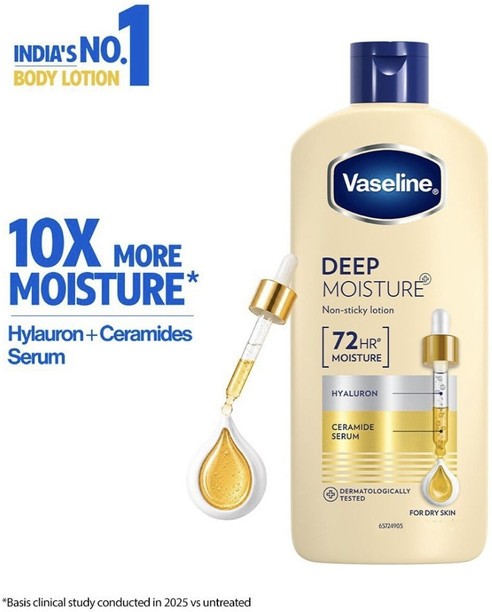 INDIA'S NO.1
BODY LOTION
10X MORE
MOISTURE*
Hylauron+Ceramides
Serum
Vaseline®
DEEP
MOISTURE
Non-sticky lotion
72HR#
MOISTURE
HYALURON
CERAMIDE
SERUM
DERMATOLOGICALLY
TESTED
FOR DRY SKIN
65724905
*Basis clinical study conducted in 2025 vs untreated